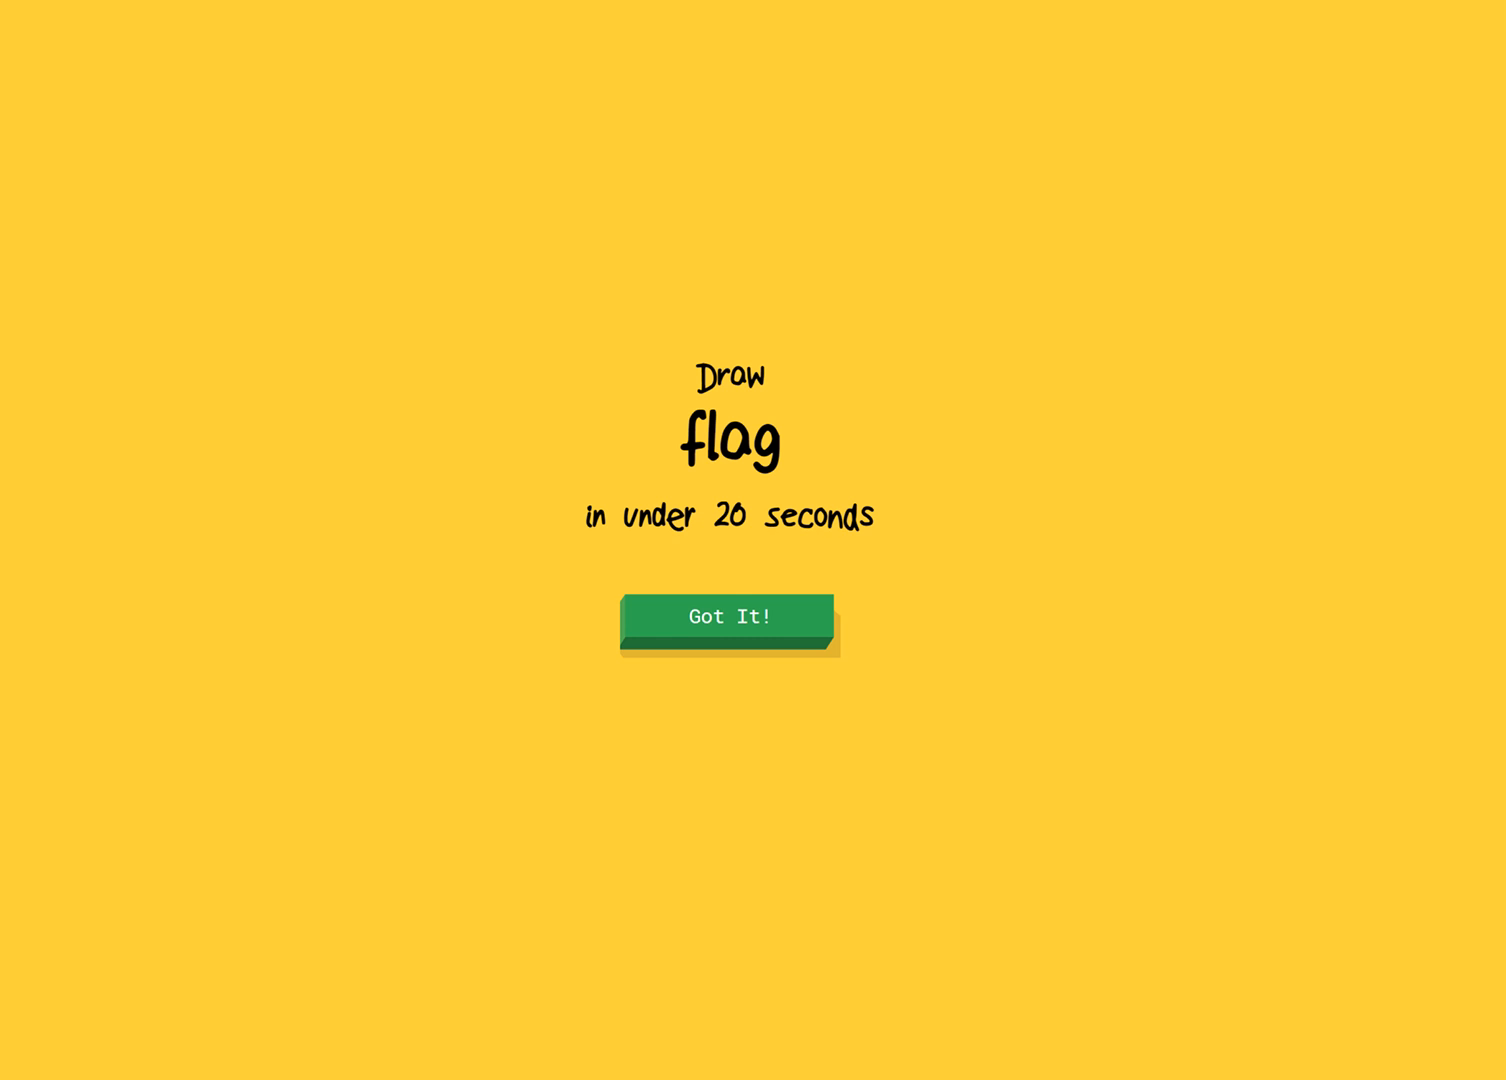 Draw
flag
in under 20 seconds
Got It!